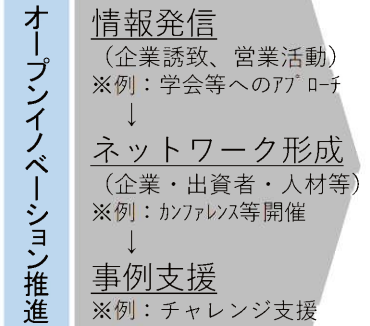 オープンイノベーション推進
情報発信
（企業誘致、営業活動）
※例：学会等へのｱﾌﾟﾛｰﾁ
↓
ネットワーク形成
（企業・出資者・人材等）
※例：ｶﾝﾌｧﾚﾝｽ等開催
↓
事例支援
※例：チャレンジ支援